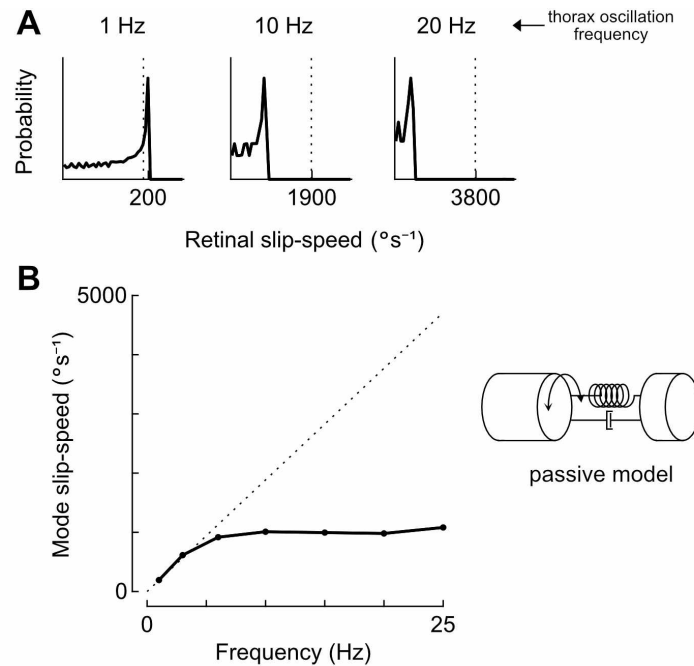 A
1 Hz
10 Hz
20 Hz
thorax oscillation
frequency
Probability
200
1900
3800
Retinal slip-speed (°s⁻¹)
B
5000
Mode slip-speed (°s⁻¹)
0
0
25
Frequency (Hz)
passive model